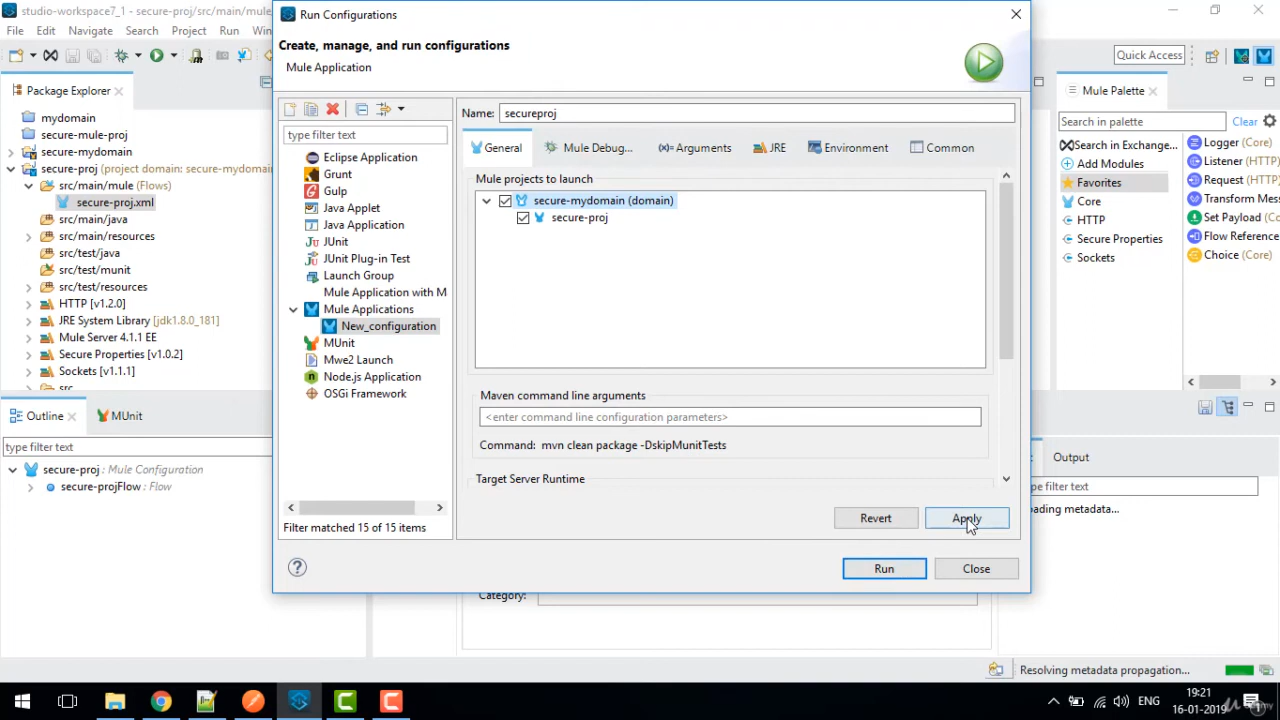 studio-workspace7_1 - secure-proj/src/main/mule
File Edit Navigate Search Project Run
Quick Access
Package Explorer
mydomain
secure-mule-proj
secure-mydomain
secure-proj (project domain: secure-mydomain
src/main/mule (Flows)
secure-proj.xml
src/main/java
src/main/resources
src/test/java
src/test/munit
src/test/resources
HTTP [v1.2.0]
JRE System Library [jdk1.8.0_181]
Mule Server 4.1.1 EE
Secure Properties [v1.0.2]
Sockets [v1.1.1]
src
Outline
MUnit
type filter text
secure-proj : Mule Configuration
secure-projFlow : Flow
Run Configurations
Create, manage, and run configurations
Mule Application
type filter text
Eclipse Application
Grunt
Gulp
Java Applet
Java Application
JUnit
JUnit Plug-in Test
Launch Group
Mule Application with M
Mule Applications
New_configuration
MUnit
Mwe2 Launch
Node.js Application
OSGi Framework
Filter matched 15 of 15 items
Name: secureproj
General
Mule Debug...
(x)= Arguments
JRE
Environment
Common
Mule projects to launch
secure-mydomain (domain)
secure-proj
Maven command line arguments
<enter command line configuration parameters>
Command: mvn clean package -DskipMunitTests
Target Server Runtime
Revert
Apply
Run
Close
Category:
Mule Palette
Search in palette
Clear
Search in Exchange...
Add Modules
Favorites
Core
HTTP
Secure Properties
Sockets
Logger (Core)
Listener (HTTP)
Request (HTTP)
Transform Mes
Set Payload (Co
Flow Reference
Choice (Core)
Output
Resolving metadata propagation...
ENG
19:21
16-01-2019